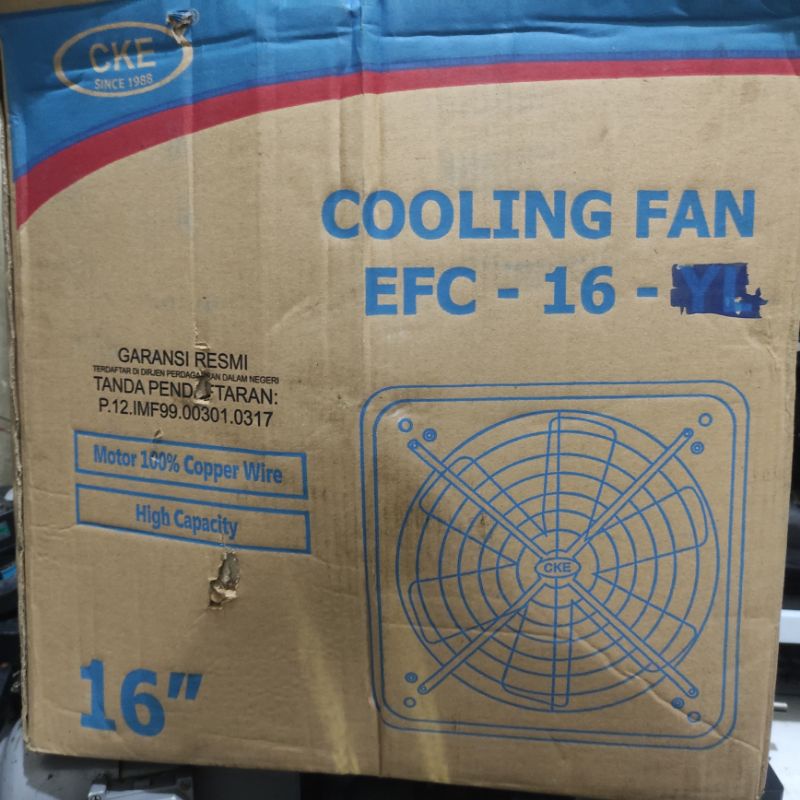 CKE
SINCE 1988
COOLING FAN
EFC - 16 - YL
GARANSI RESMI
TERDAFTAR DI DIRJEN PERDAGANGAN DALAM NEGERI
TANDA PENDAFTARAN:
P.12.IMF99.00301.0317
Motor 100% Copper Wire
High Capacity
CKE
16"